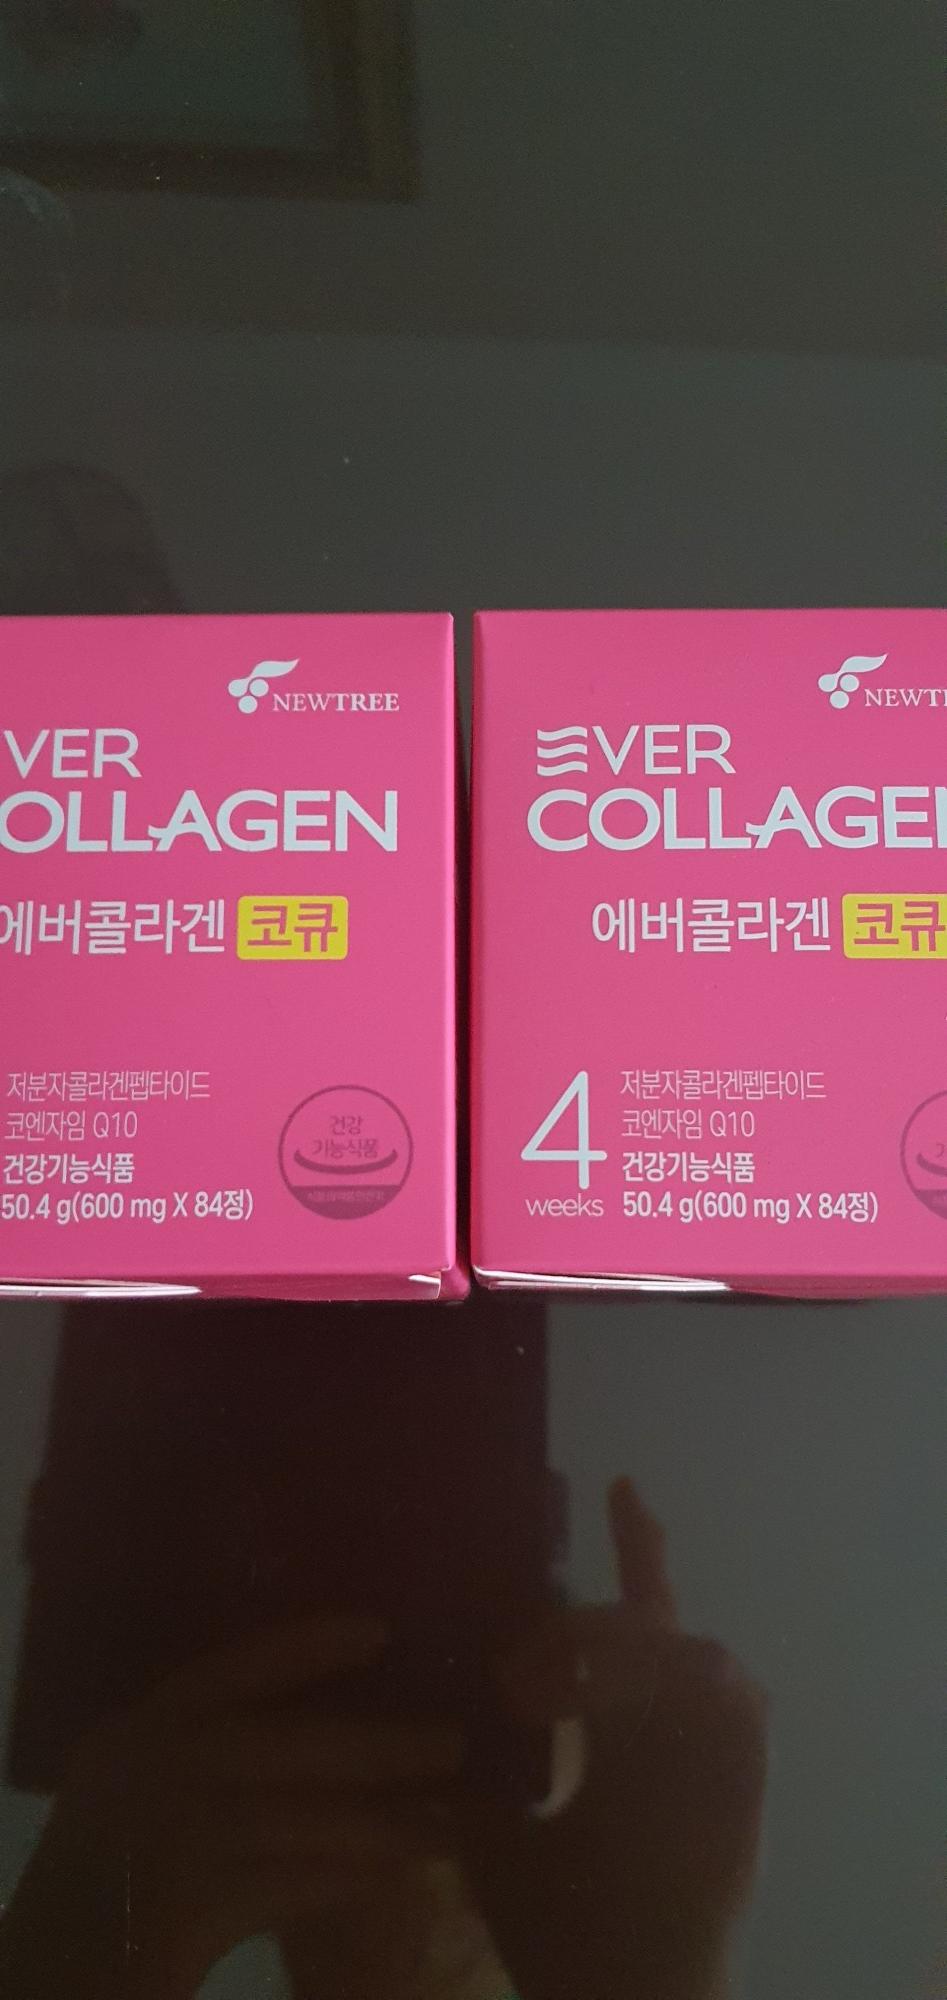 NEWTREE
VER
OLLAGEN
에버콜라겐 코큐
저분자콜라겐펩타이드
코엔자임 Q10
건강기능식품
50.4 g(600 mg X 84정)
건강
기능식품
NEWTR
EVER
COLLAGEN
에버콜라겐 코큐
4
weeks
저분자콜라겐펩타이드
코엔자임 Q10
건강기능식품
50.4 g(600 mg X 84정)